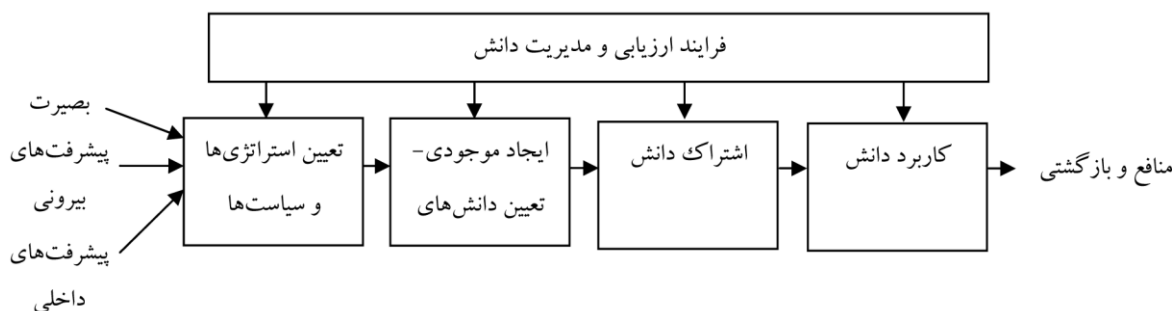 فرایند ارزیابی و مدیریت دانش
بصیرت
پیشرفت‌های
بیرونی
پیشرفت‌های
داخلی
تعیین استراتژی‌ها
و سیاست‌ها
ایجاد موجودی-
تعیین دانش‌های
اشتراک دانش
کاربرد دانش
منافع و بازگشتی